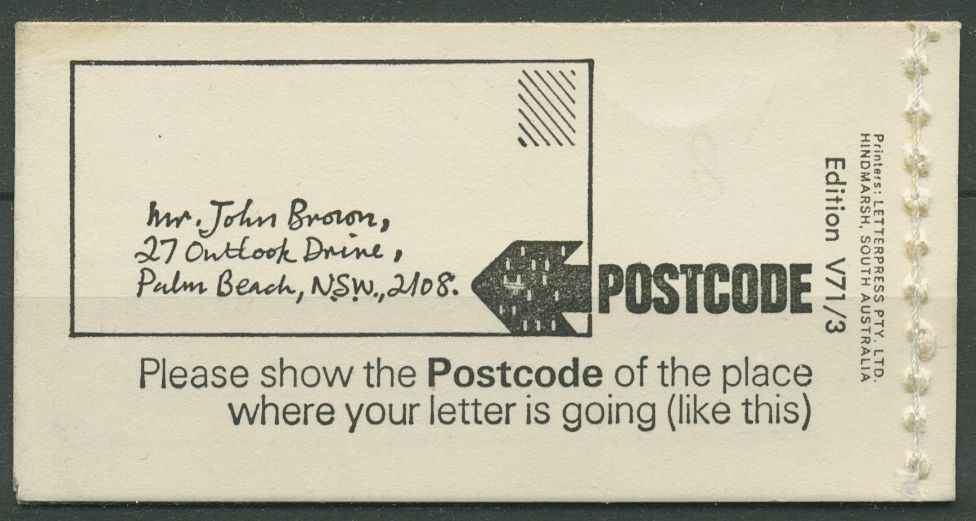 Mr. John Brown,
27 Outlook Drive,
Palm Beach, N.S.W., 2108.
POSTCODE
Please show the Postcode of the place
where your letter is going (like this)
Edition V71/3
Printers: LETTERPRESS PTY. LTD.
HINDMARSH, SOUTH AUSTRALIA